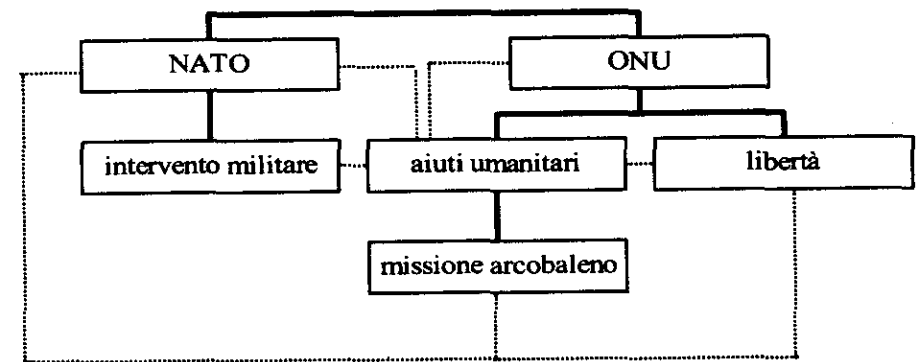 NATO
ONU
intervento militare
aiuti umanitari
libertà
missione arcobaleno